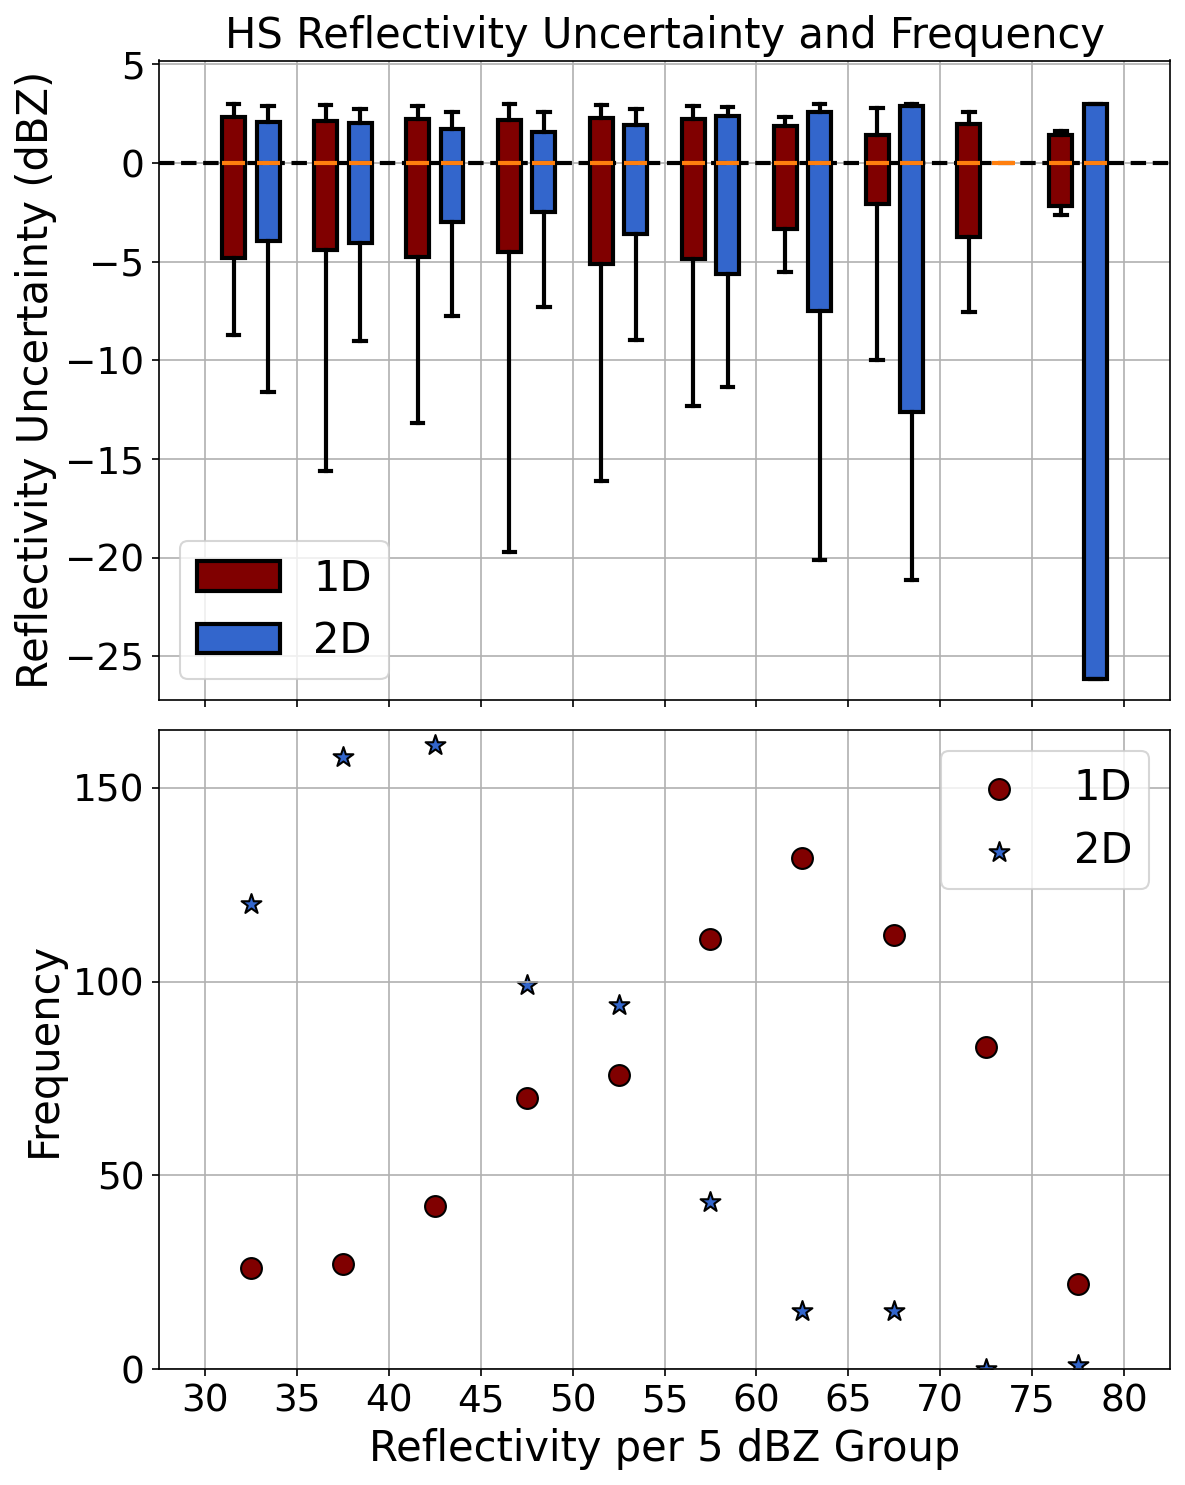 HS Reflectivity Uncertainty and Frequency
Reflectivity Uncertainty (dBZ)
5
0
−5
−10
−15
−20
−25
1D
2D
Frequency
150
100
50
0
1D
2D
30 35 40 45 50 55 60 65 70 75 80
Reflectivity per 5 dBZ Group